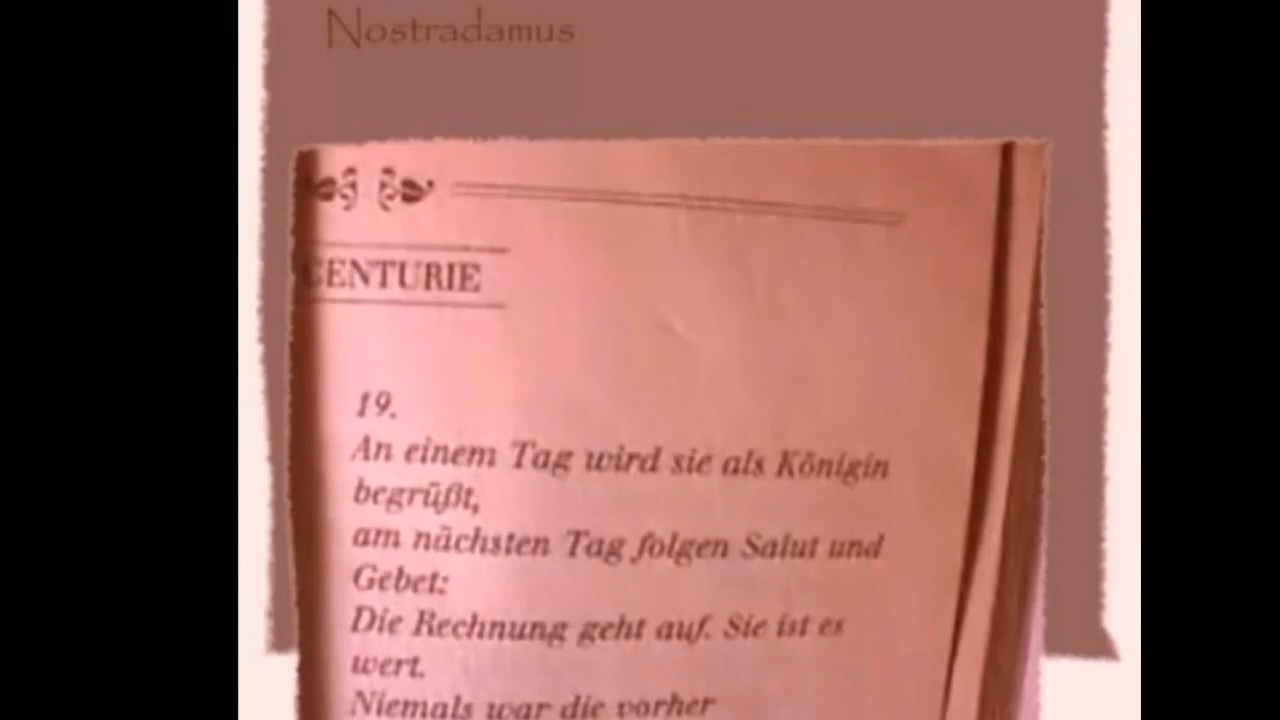 Nostradamus
CENTURIE
19.
An einem Tag wird sie als Königin
begrüßt,
am nächsten Tag folgen Salut und
Gebet:
Die Rechnung geht auf. Sie ist es
wert.
Niemals war die vorher